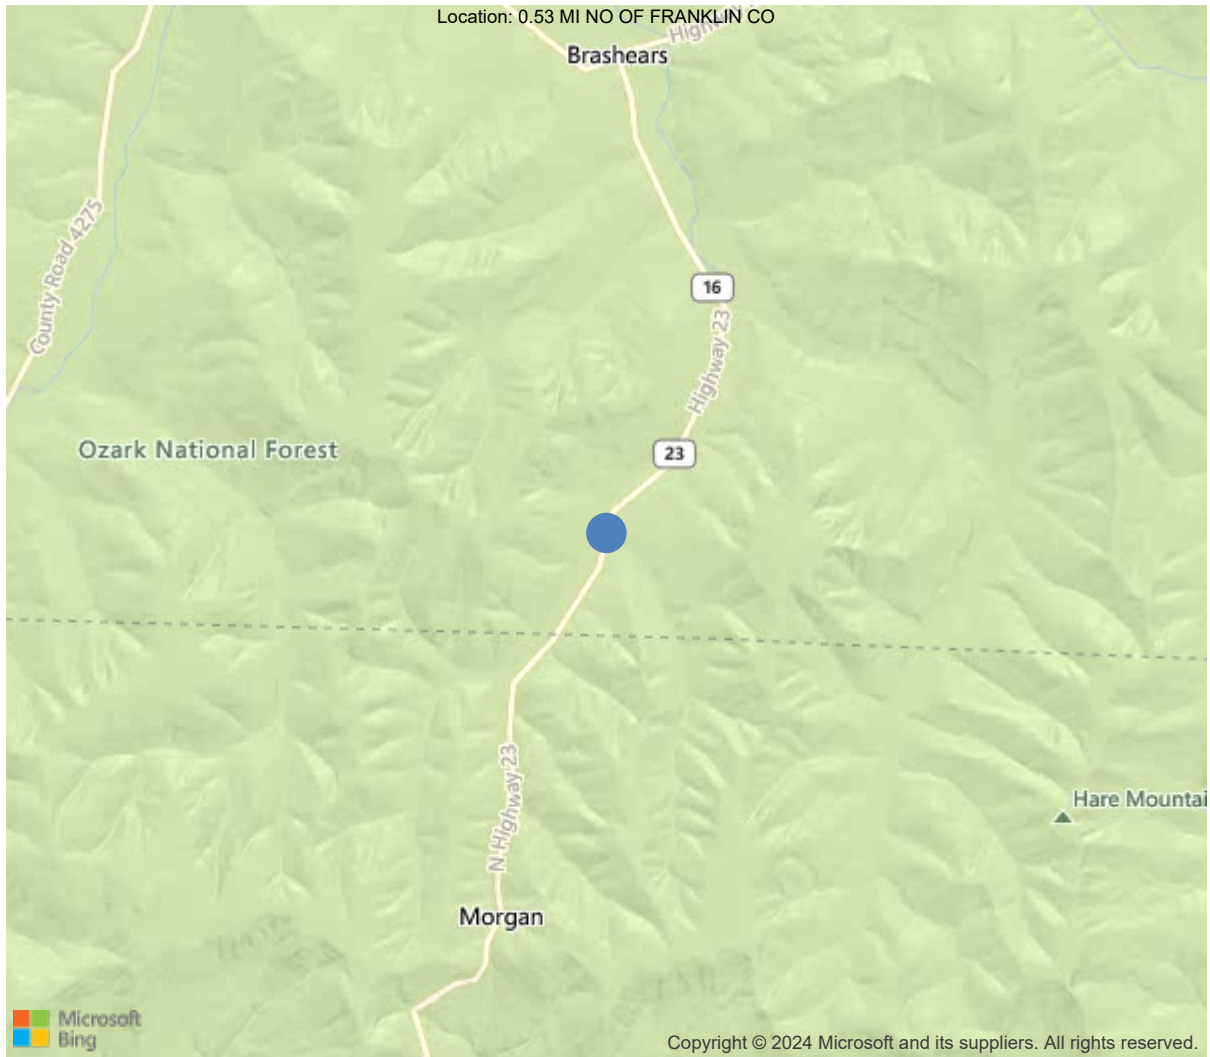 Location: 0.53 MI NO OF FRANKLIN CO
Highway
Brashears
County Road 4275
16
Highway 23
Ozark National Forest
23
N Highway 23
Hare Mountai
Morgan
Microsoft
Bing
Copyright © 2024 Microsoft and its suppliers. All rights reserved.